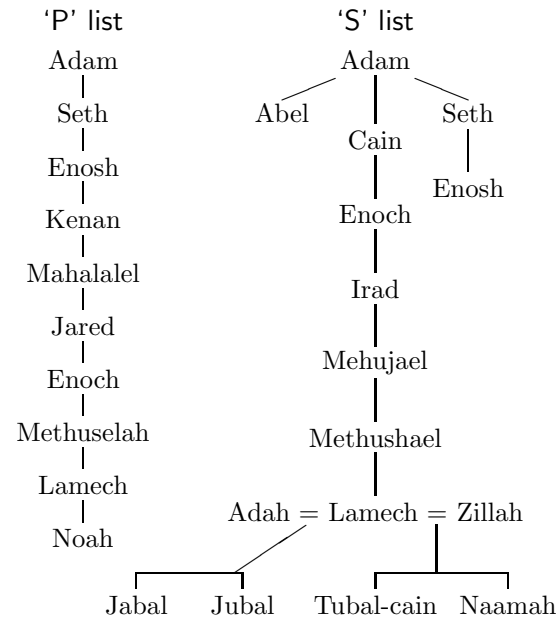 ‘P’ list
Adam
Seth
Enosh
Kenan
Mahalalel
Jared
Enoch
Methuselah
Lamech
Noah
‘S’ list
Adam
Abel
Seth
Cain
Enosh
Enoch
Irad
Mehujael
Methushael
Adah = Lamech = Zillah
Jabal
Jubal
Tubal-cain
Naamah